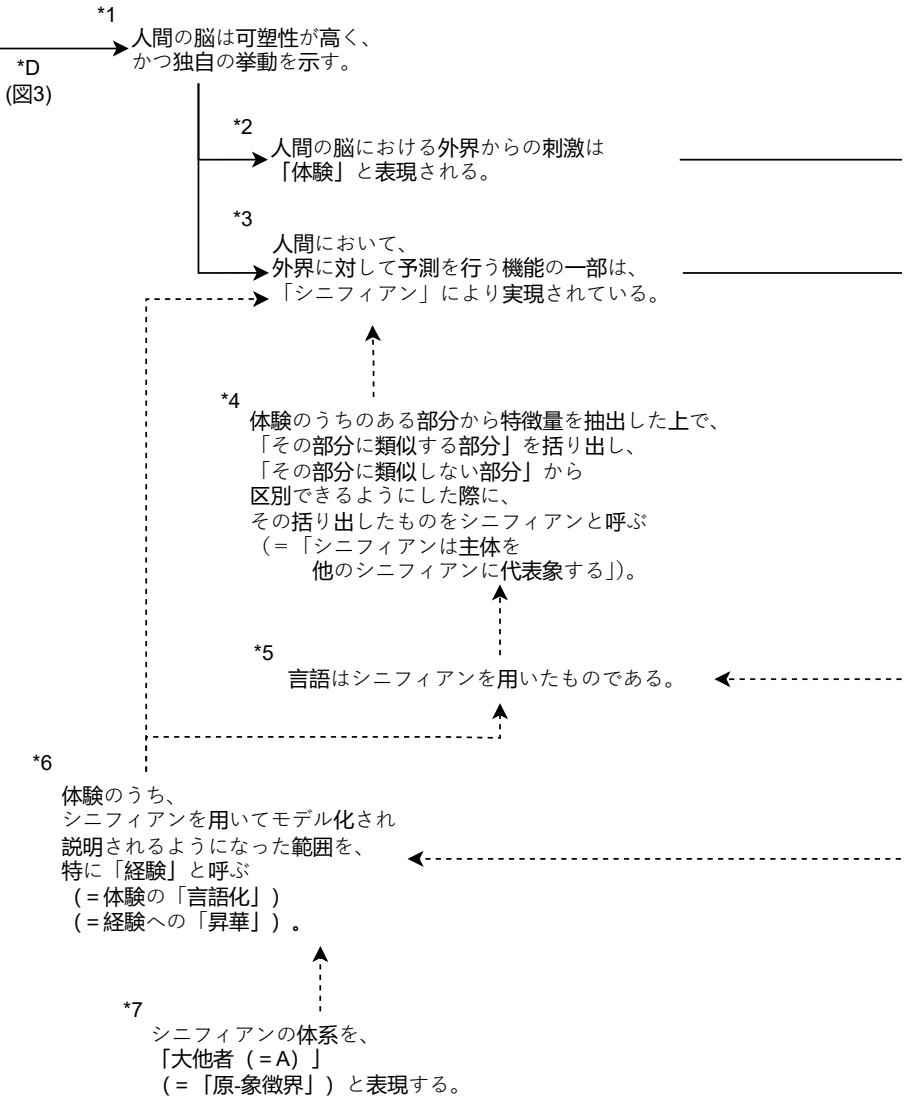 *1
人間の脳は可塑性が高く、
かつ独自の挙動を示す。
*D
(図3)
*2
人間の脳における外界からの刺激は
「体験」と表現される。
*3
人間において、
外界に対して予測を行う機能の一部は、
「シニフィアン」により実現されている。
*4
体験のうちのある部分から特徴量を抽出した上で、
「その部分に類似する部分」を括り出し、
「その部分に類似しない部分」から
区別できるようにした際に、
その括り出したものをシニフィアンと呼ぶ
(=「シニフィアンは主体を
他のシニフィアンに代表象する」)。
*5
言語はシニフィアンを用いたものである。
*6
体験のうち、
シニフィアンを用いてモデル化され
説明されるようになった範囲を、
特に「経験」と呼ぶ
(=体験の「言語化」)
(=経験への「昇華」)。
*7
シニフィアンの体系を、
「大他者(=A)」
(=「原-象徴界」)と表現する。